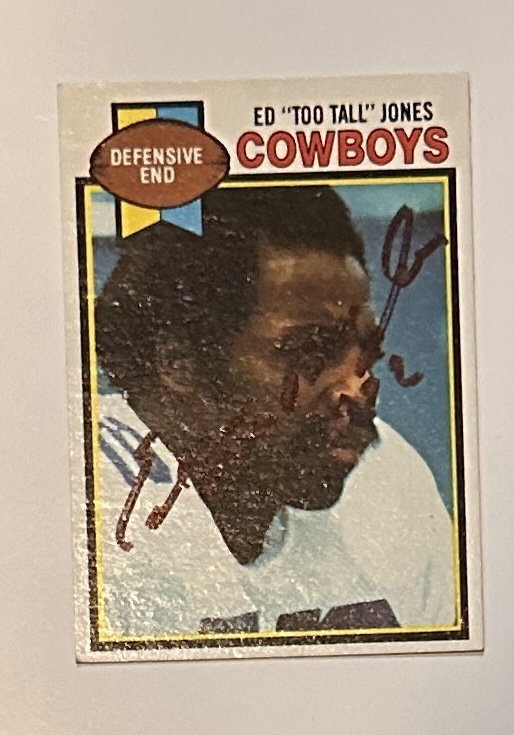 ED "TOO TALL" JONES
COWBOYS
DEFENSIVE
END